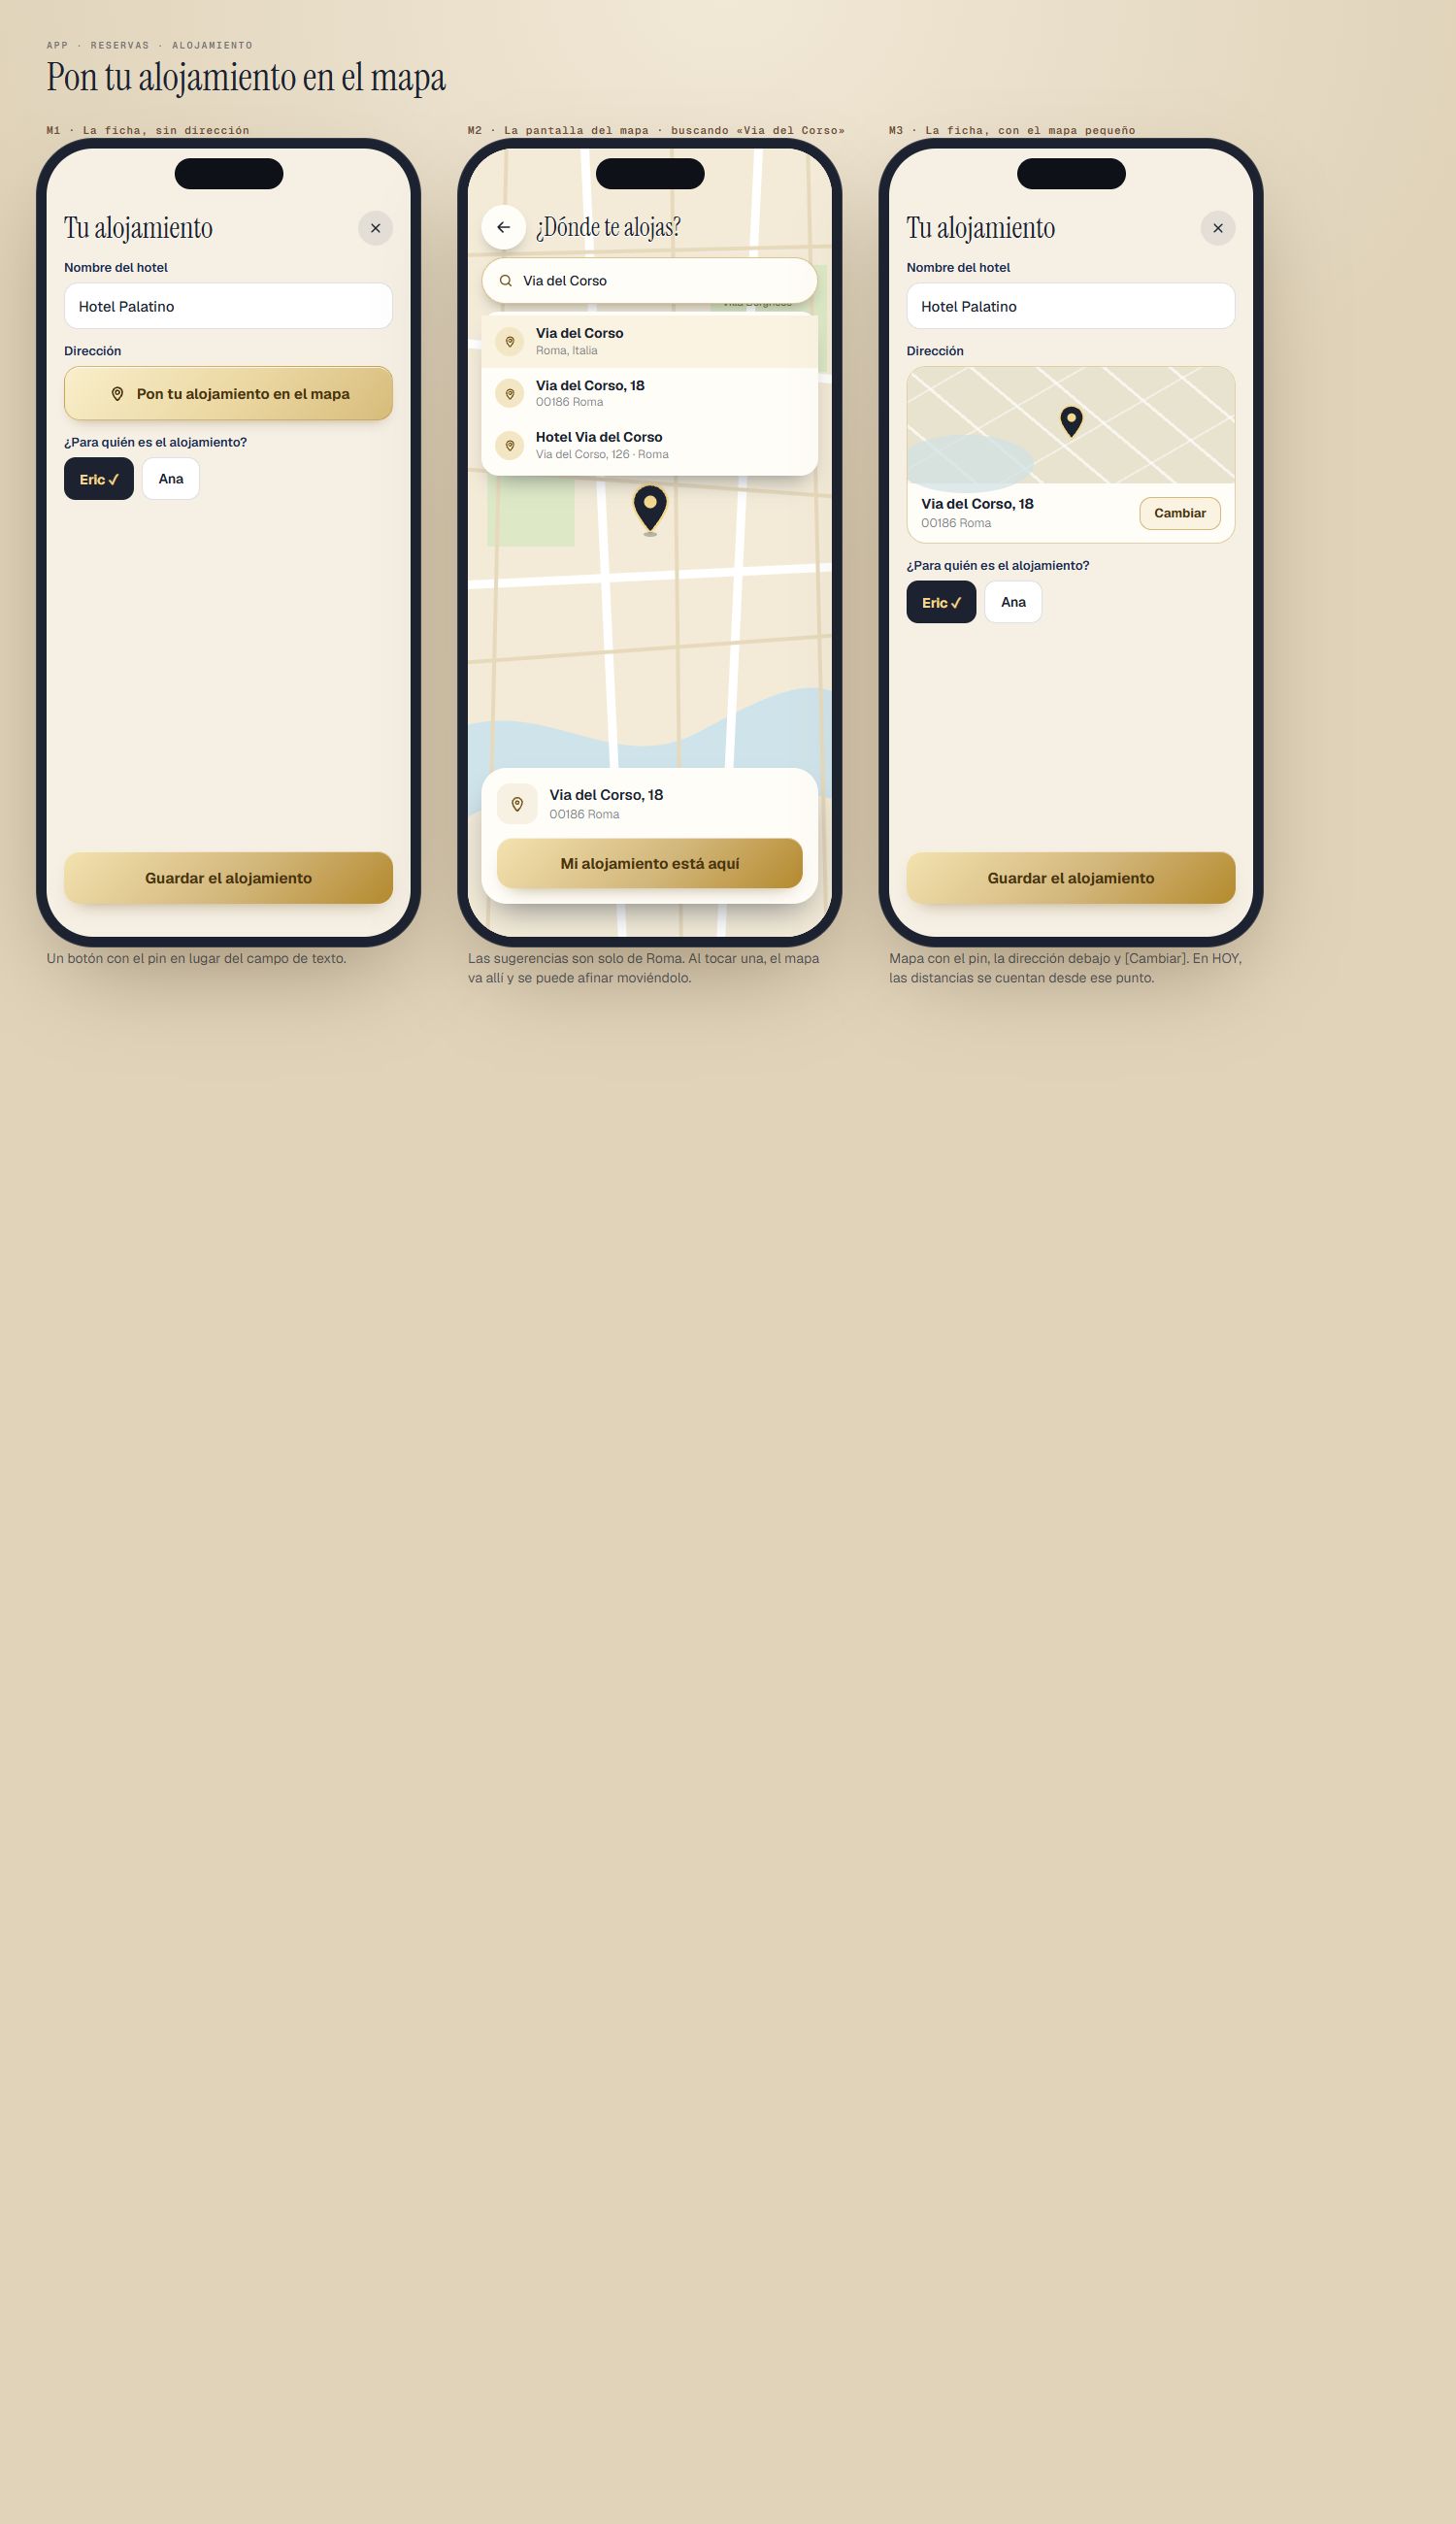 APP · RESERVAS · ALOJAMIENTO
Pon tu alojamiento en el mapa
M1 · La ficha, sin dirección
Tu alojamiento
Nombre del hotel
Hotel Palatino
Dirección
Pon tu alojamiento en el mapa
¿Para quién es el alojamiento?
Eric ✓
Ana
Guardar el alojamiento
Un botón con el pin en lugar del campo de texto.
M2 · La pantalla del mapa · buscando «Via del Corso»
¿Dónde te alojas?
Via del Corso
Via del Corso
Roma, Italia
Via del Corso, 18
00186 Roma
Hotel Via del Corso
Via del Corso, 126 · Roma
Via del Corso, 18
00186 Roma
Mi alojamiento está aquí
Las sugerencias son solo de Roma. Al tocar una, el mapa
va allí y se puede afinar moviéndolo.
M3 · La ficha, con el mapa pequeño
Tu alojamiento
Nombre del hotel
Hotel Palatino
Dirección
Via del Corso, 18
00186 Roma
Cambiar
¿Para quién es el alojamiento?
Eric ✓
Ana
Guardar el alojamiento
Mapa con el pin, la dirección debajo y [Cambiar]. En HOY,
las distancias se cuentan desde ese punto.